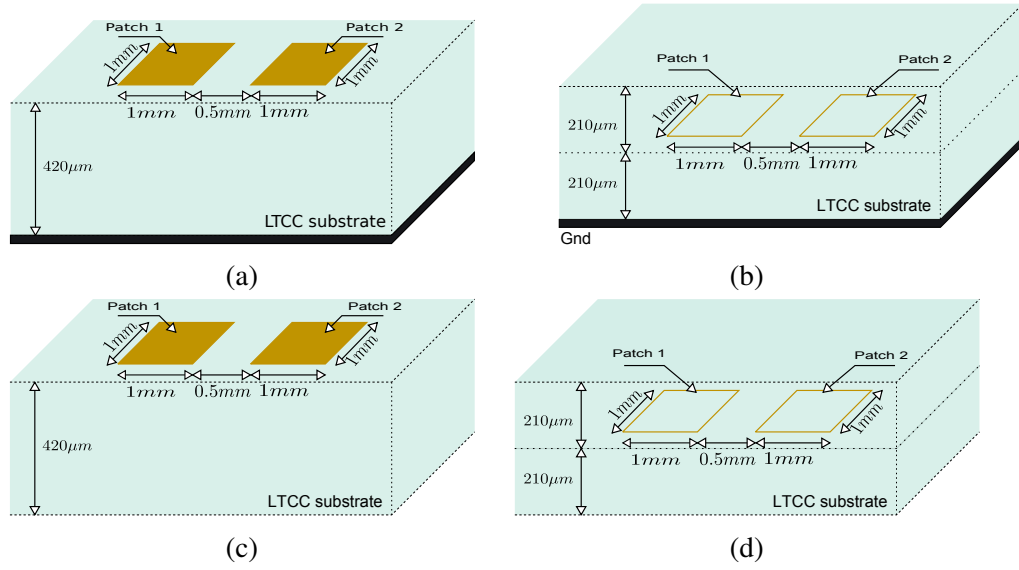 Patch 1
Patch 2
1mm
1mm
1mm
0.5mm
1mm
420μm
LTCC substrate
(a)
Patch 1
Patch 2
1mm
1mm
210μm
1mm
0.5mm
1mm
210μm
LTCC substrate
Gnd
(b)
Patch 1
Patch 2
1mm
1mm
1mm
0.5mm
1mm
420μm
LTCC substrate
(c)
Patch 1
Patch 2
1mm
1mm
210μm
1mm
0.5mm
1mm
210μm
LTCC substrate
(d)